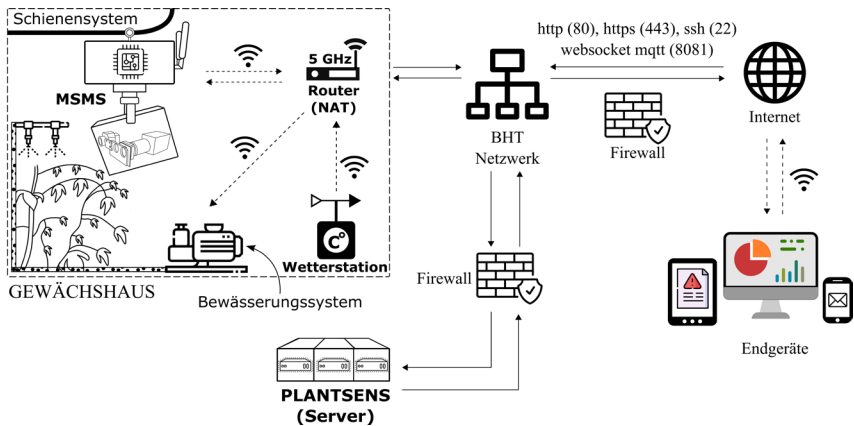 Schienensystem
MSMS
5 GHz
Router
(NAT)
Wetterstation
C°
Bewässerungssystem
GEWÄCHSHAUS
BHT
Netzwerk
http (80), https (443), ssh (22)
websocket mqtt (8081)
Firewall
Internet
Firewall
PLANTSENS
(Server)
Endgeräte